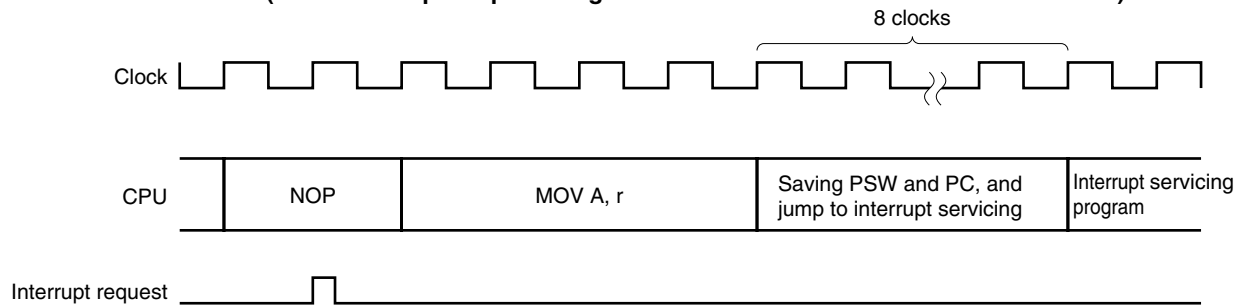 8 clocks
Clock
CPU
NOP
MOV A, r
Saving PSW and PC, and
jump to interrupt servicing
Interrupt servicing
program
Interrupt request